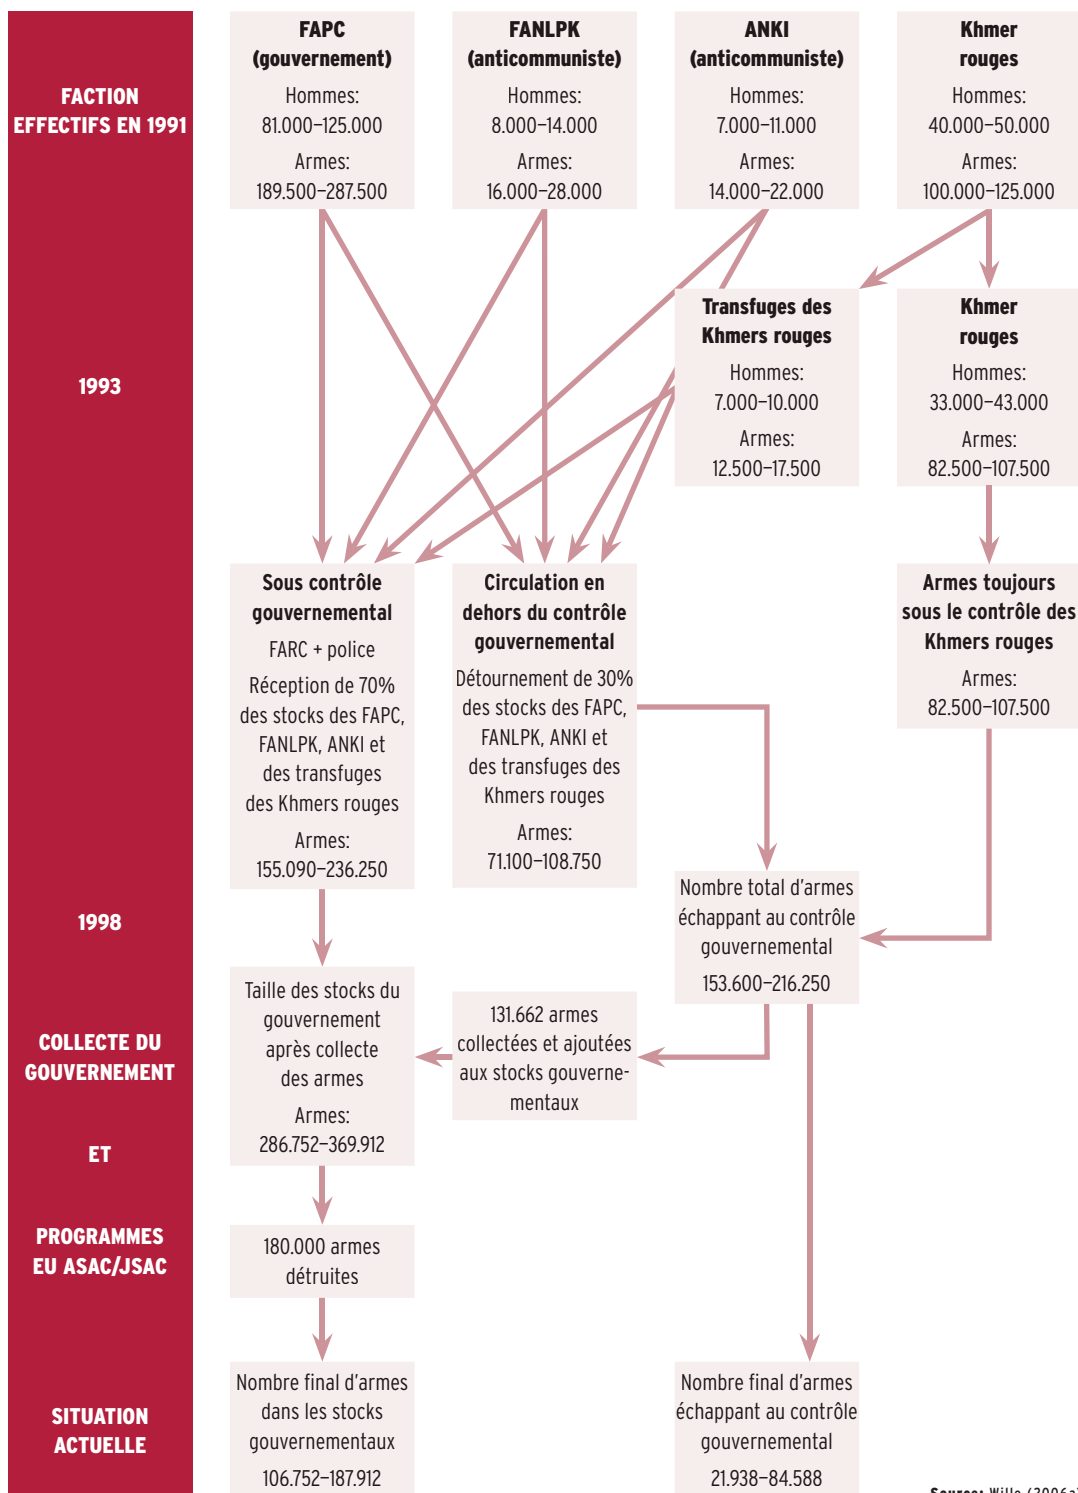 FACTION
EFFECTIFS EN 1991
FAPC
(gouvernement)
Hommes:
81.000–125.000
Armes:
189.500–287.500
FANLPK
(anticommuniste)
Hommes:
8.000–14.000
Armes:
16.000–28.000
ANKI
(anticommuniste)
Hommes:
7.000–11.000
Armes:
14.000–22.000
Khmer
rouges
Hommes:
40.000–50.000
Armes:
100.000–125.000
1993
Transfuges des
Khmers rouges
Hommes:
7.000–10.000
Armes:
12.500–17.500
Khmer
rouges
Hommes:
33.000–43.000
Armes:
82.500–107.500
Sous contrôle
gouvernemental
FARC + police
Réception de 70%
des stocks des FAPC,
FANLPK, ANKI et
des transfuges
des Khmers rouges
Armes:
155.090–236.250
Circulation en
dehors du contrôle
gouvernemental
Détournement de 30%
des stocks des FAPC,
FANLPK, ANKI et
des transfuges des
Khmers rouges
Armes:
71.100–108.750
Armes toujours
sous le contrôle des
Khmers rouges
Armes:
82.500–107.500
1998
Nombre total d'armes
échappant au contrôle
gouvernemental
153.600–216.250
COLLECTE DU
GOUVERNEMENT
Taille des stocks du
gouvernement
après collecte
des armes
Armes:
286.752–369.912
131.662 armes
collectées et ajoutées
aux stocks gouverne-
mentaux
ET
PROGRAMMES
EU ASAC/JSAC
180.000 armes
détruites
SITUATION
ACTUELLE
Nombre final d'armes
dans les stocks
gouvernementaux
106.752–187.912
Nombre final d'armes
échappant au contrôle
gouvernemental
21.938–84.588
Source: Wille (2006a)